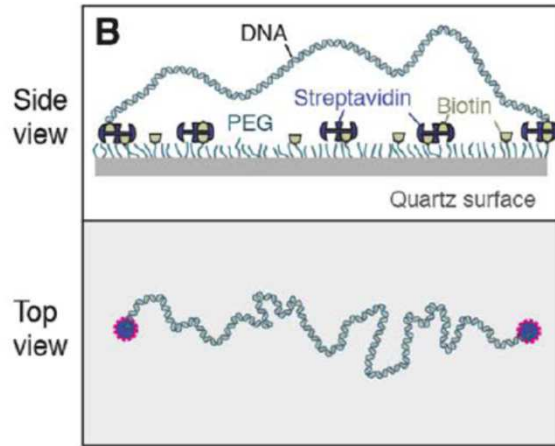 B
DNA
Side
view
Streptavidin
Biotin
PEG
Quartz surface
Top
view